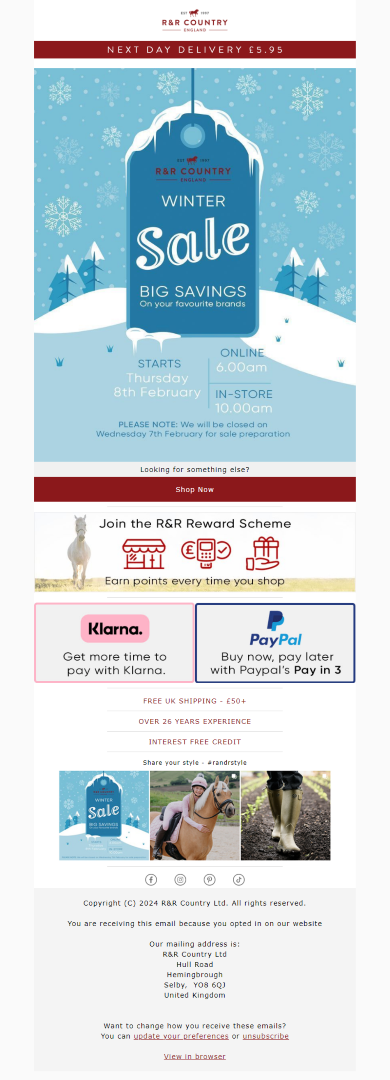 EST 1997
R&R COUNTRY
ENGLAND
NEXT DAY DELIVERY £5.95
EST 1997
R&R COUNTRY
ENGLAND
WINTER
Sale
BIG SAVINGS
On your favourite brands
STARTS
Thursday
8th February
ONLINE
6.00am
IN-STORE
10.00am
PLEASE NOTE: We will be closed on
Wednesday 7th February for sale preparation
Looking for something else?
Shop Now
Join the R&R Reward Scheme
Earn points every time you shop
Klarna.
Get more time to
pay with Klarna.
PayPal
Buy now, pay later
with Paypal's Pay in 3
FREE UK SHIPPING - £50+
OVER 26 YEARS EXPERIENCE
INTEREST FREE CREDIT
Share your style - #randrstyle
WINTER
Sale
BIG SAVINGS
Copyright (C) 2024 R&R Country Ltd. All rights reserved.
You are receiving this email because you opted in on our website
Our mailing address is:
R&R Country Ltd
Hull Road
Hemingbrough
Selby, YO8 6QJ
United Kingdom
Want to change how you receive these emails?
You can update your preferences or unsubscribe
View in browser